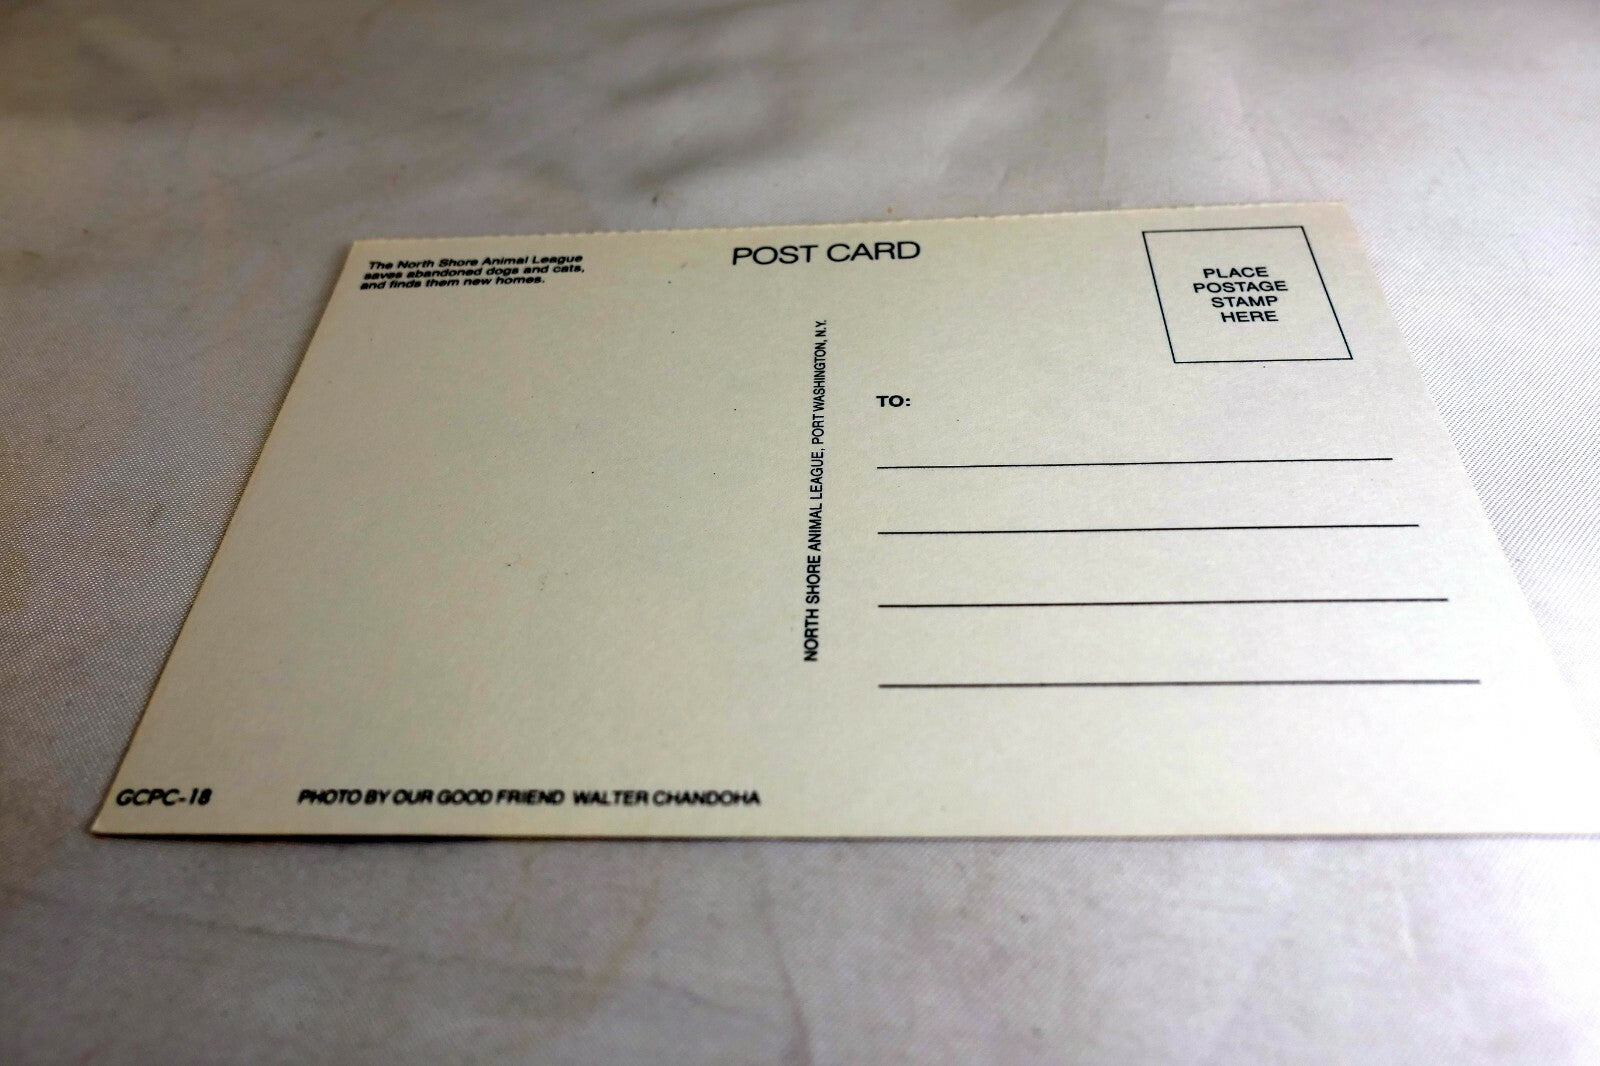 The North Shore Animal League
saves abandoned dogs and cats,
and finds them new homes.
POST CARD
PLACE
POSTAGE
STAMP
HERE
NORTH SHORE ANIMAL LEAGUE, PORT WASHINGTON, N.Y.
TO:
GCPC-18
PHOTO BY OUR GOOD FRIEND WALTER CHANDOHA